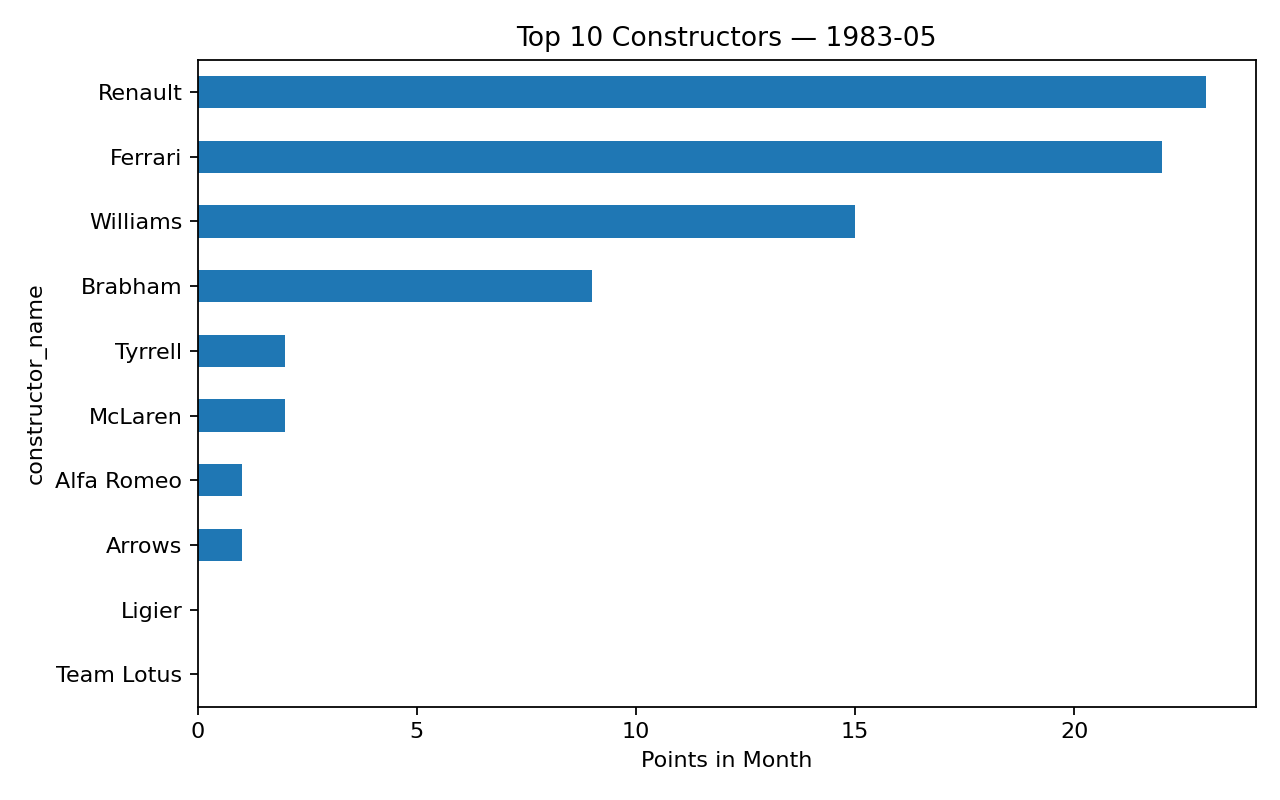 Top 10 Constructors — 1983-05
constructor_name
Renault
Ferrari
Williams
Brabham
Tyrrell
McLaren
Alfa Romeo
Arrows
Ligier
Team Lotus
0 5 10 15 20
Points in Month